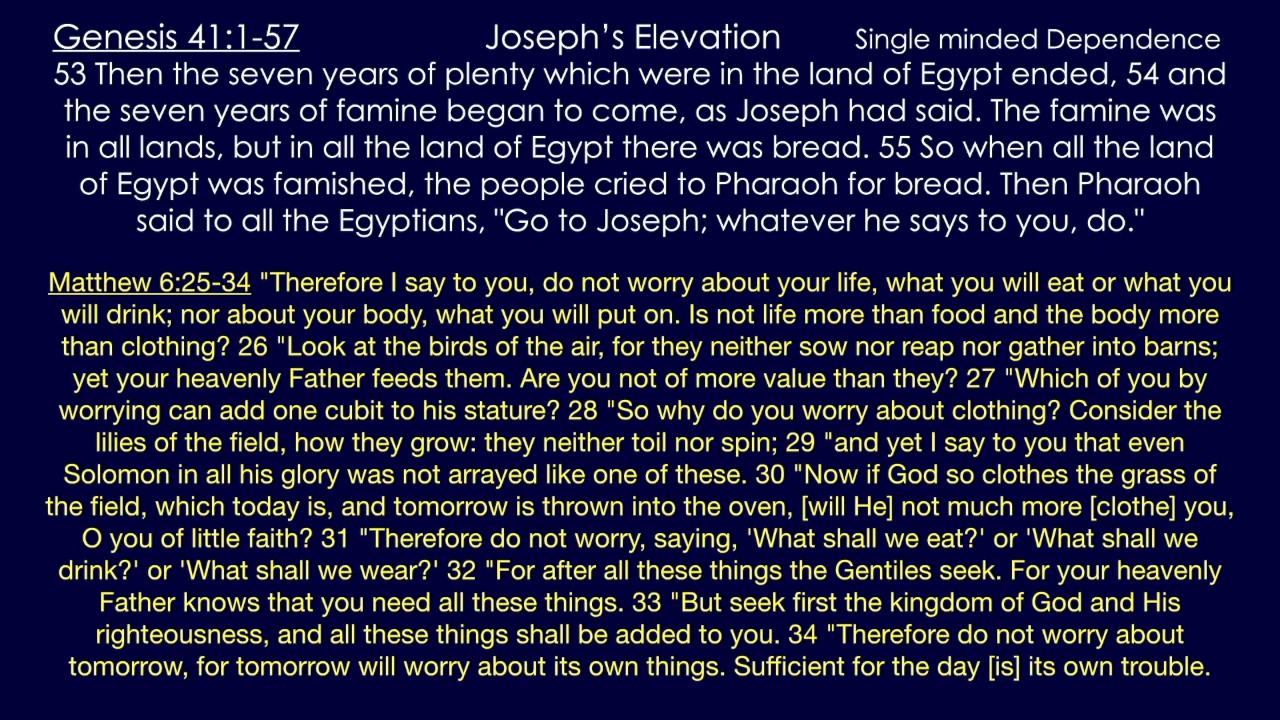 Genesis 41:1-57 Joseph's Elevation Single minded Dependence
53 Then the seven years of plenty which were in the land of Egypt ended, 54 and
the seven years of famine began to come, as Joseph had said. The famine was
in all lands, but in all the land of Egypt there was bread. 55 So when all the land
of Egypt was famished, the people cried to Pharaoh for bread. Then Pharaoh
said to all the Egyptians, "Go to Joseph; whatever he says to you, do."
Matthew 6:25-34 "Therefore I say to you, do not worry about your life, what you will eat or what you
will drink; nor about your body, what you will put on. Is not life more than food and the body more
than clothing? 26 "Look at the birds of the air, for they neither sow nor reap nor gather into barns;
yet your heavenly Father feeds them. Are you not of more value than they? 27 "Which of you by
worrying can add one cubit to his stature? 28 "So why do you worry about clothing? Consider the
lilies of the field, how they grow: they neither toil nor spin; 29 "and yet I say to you that even
Solomon in all his glory was not arrayed like one of these. 30 "Now if God so clothes the grass of
the field, which today is, and tomorrow is thrown into the oven, [will He] not much more [clothe] you,
O you of little faith? 31 "Therefore do not worry, saying, 'What shall we eat?' or 'What shall we
drink?' or 'What shall we wear?' 32 "For after all these things the Gentiles seek. For your heavenly
Father knows that you need all these things. 33 "But seek first the kingdom of God and His
righteousness, and all these things shall be added to you. 34 "Therefore do not worry about
tomorrow, for tomorrow will worry about its own things. Sufficient for the day [is] its own trouble.